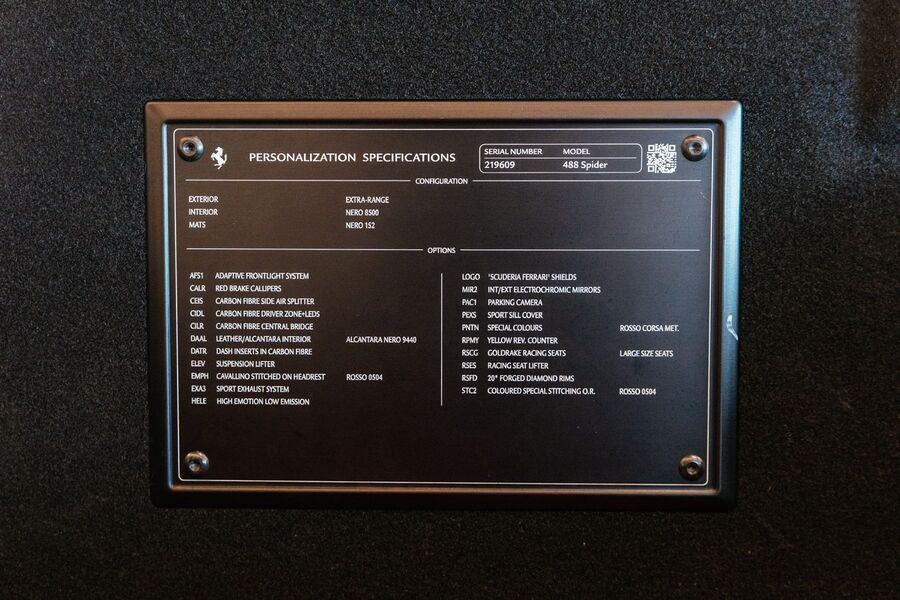 PERSONALIZATION SPECIFICATIONS
SERIAL NUMBER MODEL
219609 488 Spider
CONFIGURATION
EXTERIOR EXTRA-RANGE
INTERIOR NERO 8500
MATS NERO 152
OPTIONS
AFS1 ADAPTIVE FRONTLIGHT SYSTEM
CALR RED BRAKE CALLIPERS
CEIS CARBON FIBRE SIDE AIR SPLITTER
CIDL CARBON FIBRE DRIVER ZONE+LEDS
CILR CARBON FIBRE CENTRAL BRIDGE
DAAL LEATHER/ALCANTARA INTERIOR ALCANTARA NERO 9440
DATR DASH INSERTS IN CARBON FIBRE
ELEV SUSPENSION LIFTER
EMPH CAVALLINO STITCHED ON HEADREST ROSSO 0504
EXA3 SPORT EXHAUST SYSTEM
HELE HIGH EMOTION LOW EMISSION
LOGO 'SCUDERIA FERRARI' SHIELDS
MIR2 INT/EXT ELECTROCHROMIC MIRRORS
PAC1 PARKING CAMERA
PEXS SPORT SILL COVER
PNTN SPECIAL COLOURS ROSSO CORSA MET.
RPMY YELLOW REV. COUNTER
RSCG GOLDRAKE RACING SEATS LARGE SIZE SEATS
RSES RACING SEAT LIFTER
RSFD 20" FORGED DIAMOND RIMS
STC2 COLOURED SPECIAL STITCHING O.R. ROSSO 0504